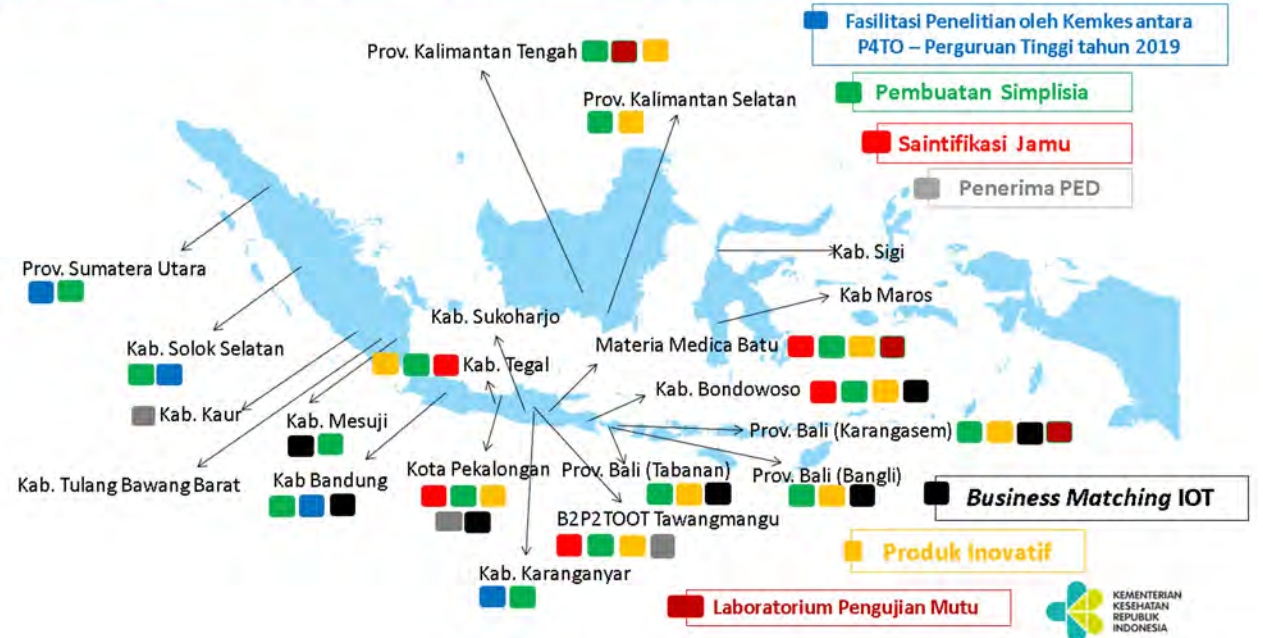 Fasilitasi Penelitian oleh Kemkes antara
P4TO – Perguruan Tinggi tahun 2019
Prov. Kalimantan Tengah
Pembuatan Simplisia
Prov. Kalimantan Selatan
Saintifikasi Jamu
Penerima PED
Kab. Sigi
Prov. Sumatera Utara
Kab Maros
Kab. Sukoharjo
Materia Medica Batu
Kab. Solok Selatan
Kab. Tegal
Kab. Bondowoso
Kab. Kaur
Kab. Mesuji
Prov. Bali (Karangasem)
Kota Pekalongan
Prov. Bali (Tabanan)
Prov. Bali (Bangli)
Kab. Tulang Bawang Barat
Kab Bandung
Business Matching IOT
B2P2TOOT Tawangmangu
Produk Inovatif
Kab. Karanganyar
Laboratorium Pengujian Mutu
KEMENTERIAN
KESEHATAN
REPUBLIK
INDONESIA